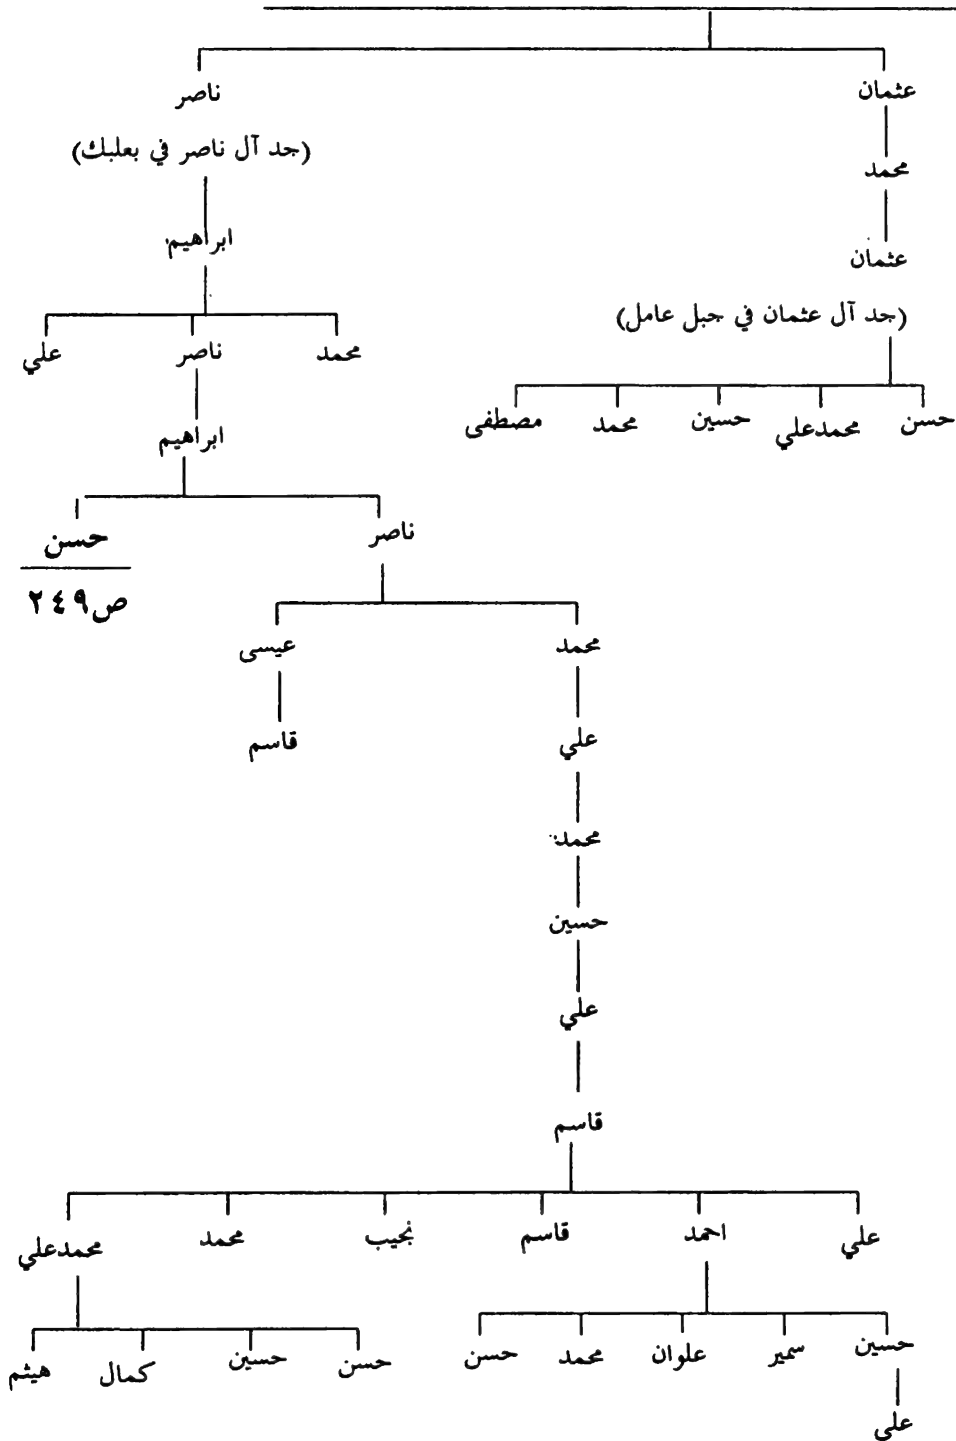 عثمان ناصر
(جد آل ناصر في بعلبك)
محمد
ابراهيم
عثمان
(جد آل عثمان في جبل عامل)
محمد ناصر علي
حسن محمدعلي حسين محمد مصطفى
ابراهيم
ناصر حسن
ص٢٤٩
محمد عيسى
علي قاسم
محمد
حسين
علي
قاسم
علي احمد قاسم نجيب محمد محمدعلي
حسين سمير علوان محمد حسن حسن حسين كمال هيثم
علي